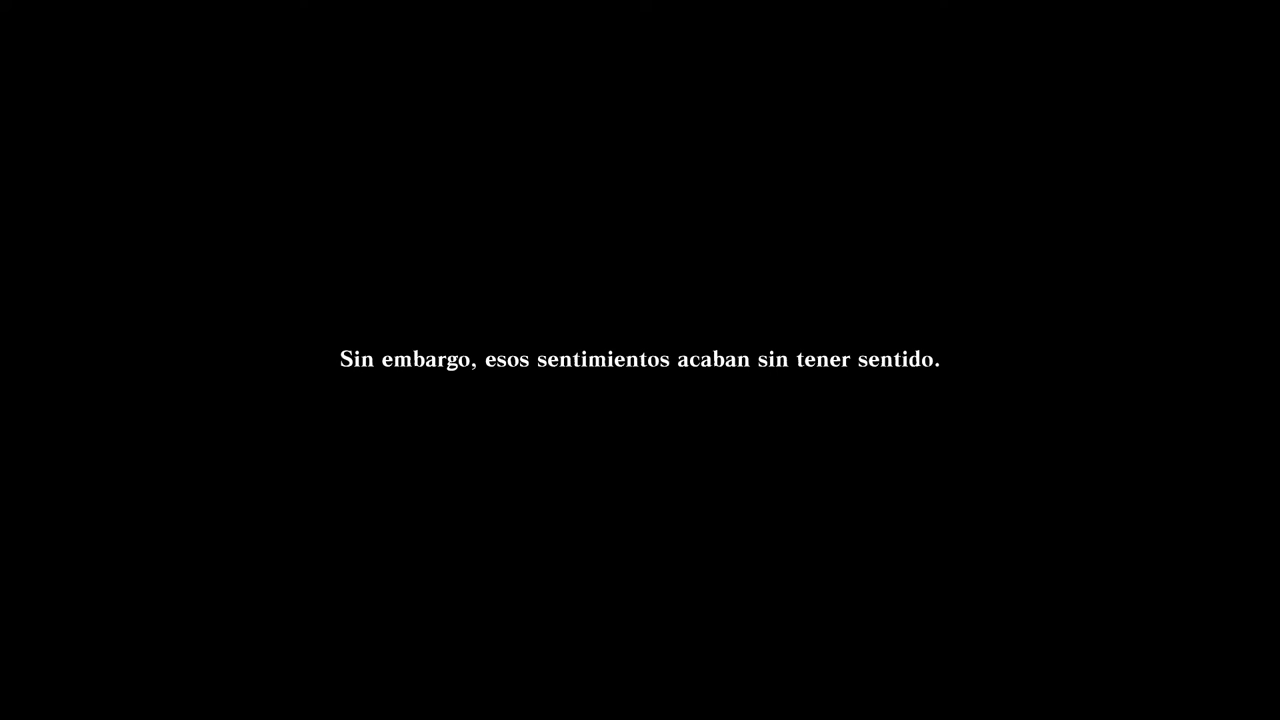 Sin embargo, esos sentimientos acaban sin tener sentido.